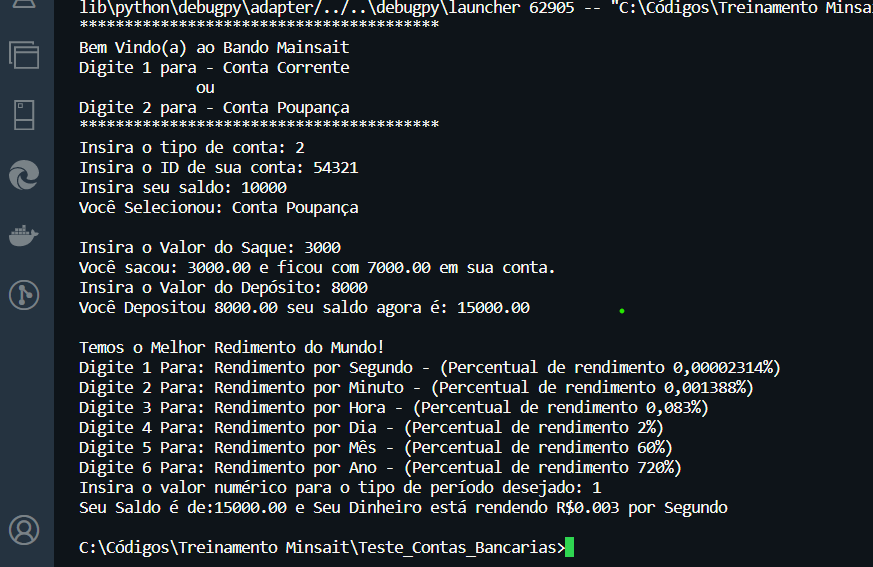 lib\python\debugpy\adapter/../..\debugpy\launcher 62905 -- "C:\Códigos\Treinamento Minsai
****************************************
Bem Vindo(a) ao Bando Mainsait
Digite 1 para - Conta Corrente
ou
Digite 2 para - Conta Poupança
****************************************
Insira o tipo de conta: 2
Insira o ID de sua conta: 54321
Insira seu saldo: 10000
Você Selecionou: Conta Poupança
Insira o Valor do Saque: 3000
Você sacou: 3000.00 e ficou com 7000.00 em sua conta.
Insira o Valor do Depósito: 8000
Você Depositou 8000.00 seu saldo agora é: 15000.00
Temos o Melhor Redimento do Mundo!
Digite 1 Para: Rendimento por Segundo - (Percentual de rendimento 0,00002314%)
Digite 2 Para: Rendimento por Minuto - (Percentual de rendimento 0,001388%)
Digite 3 Para: Rendimento por Hora - (Percentual de rendimento 0,083%)
Digite 4 Para: Rendimento por Dia - (Percentual de rendimento 2%)
Digite 5 Para: Rendimento por Mês - (Percentual de rendimento 60%)
Digite 6 Para: Rendimento por Ano - (Percentual de rendimento 720%)
Insira o valor numérico para o tipo de período desejado: 1
Seu Saldo é de:15000.00 e Seu Dinheiro está rendendo R$0.003 por Segundo
C:\Códigos\Treinamento Minsait\Teste_Contas_Bancarias>